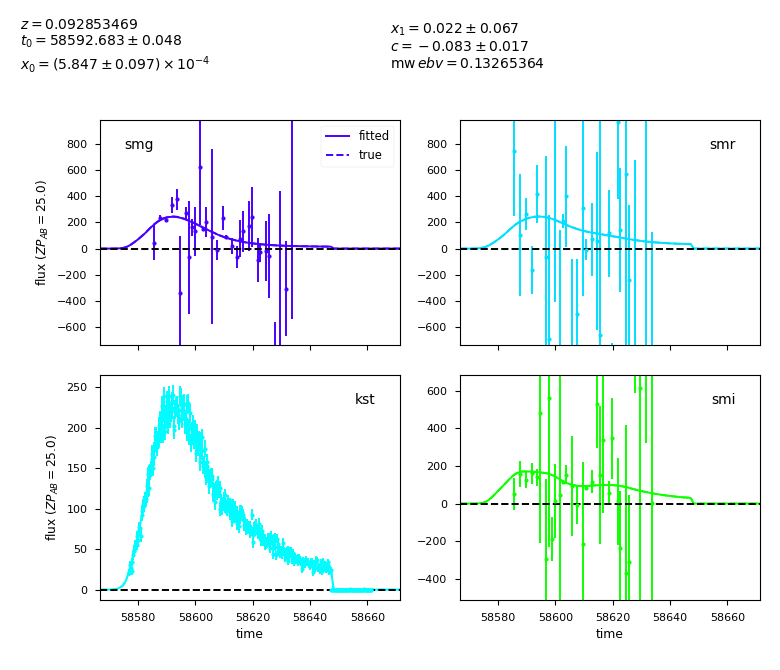 z = 0.092853469
t₀ = 58592.683 ± 0.048
x₀ = (5.847 ± 0.097) × 10⁻⁴
x₁ = 0.022 ± 0.067
c = −0.083 ± 0.017
mw ebv = 0.13265364
smg
fitted
true
flux (ZP_AB = 25.0)
800
600
400
200
0
−200
−400
−600
smr
800
600
400
200
0
−200
−400
−600
kst
flux (ZP_AB = 25.0)
250
200
150
100
50
0
58580 58600 58620 58640 58660
time
smi
600
400
200
0
−200
−400
58580 58600 58620 58640 58660
time